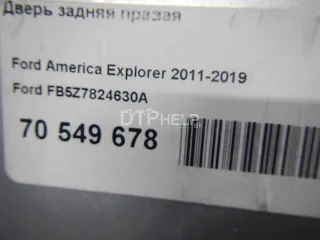 Дверь задняя правая
Ford America Explorer 2011-2019
Ford FB5Z7824630A
DTPHELP
70 549 678